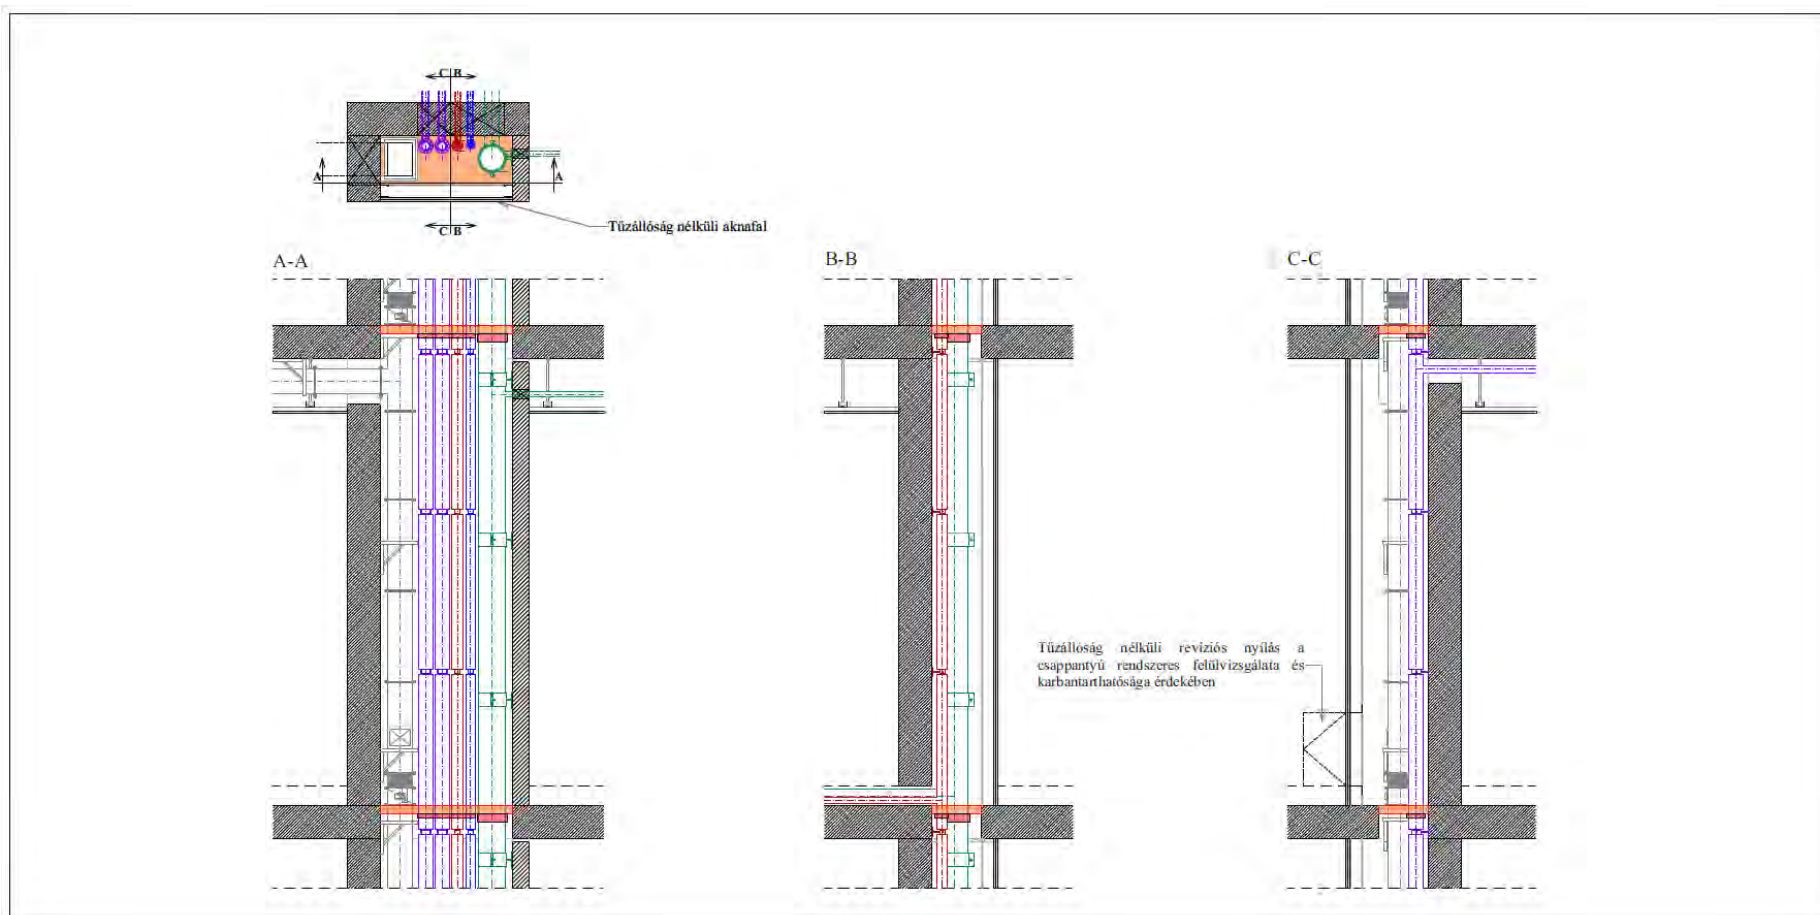 C B
A
A
Tűzállóság nélküli aknafal
C B
A-A
B-B
C-C
Tűzállóság nélküli revíziós nyílás a
csappantyú rendszeres felülvizsgálata és
karbantarthatósága érdekében